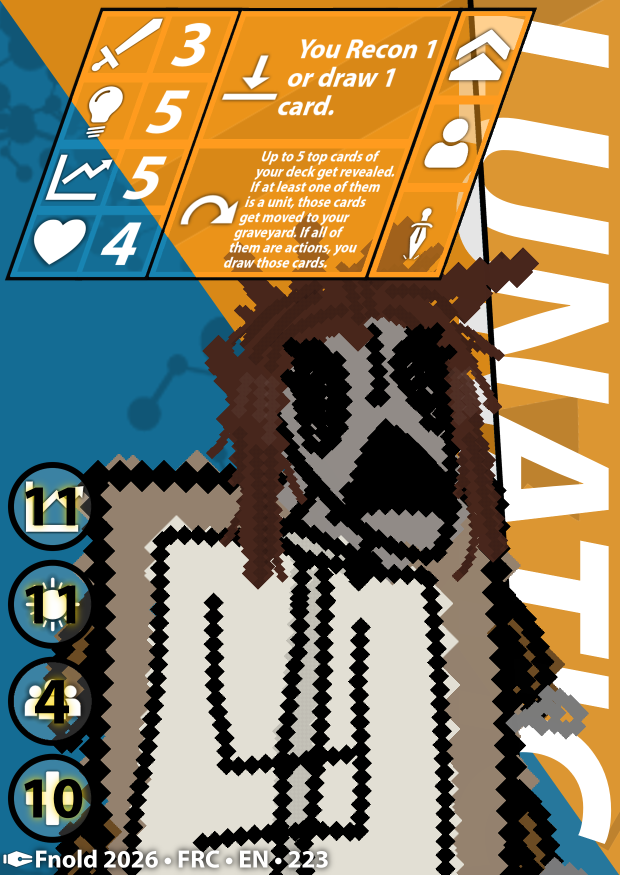 3
5
5
4
You Recon 1
or draw 1
card.
Up to 5 top cards of
your deck get revealed.
If at least one of them
is a unit, those cards
get moved to your
graveyard. If all of
them are actions, you
draw those cards.
LUNATIC
11
11
4
10
Fnold 2026 • FRC • EN • 223